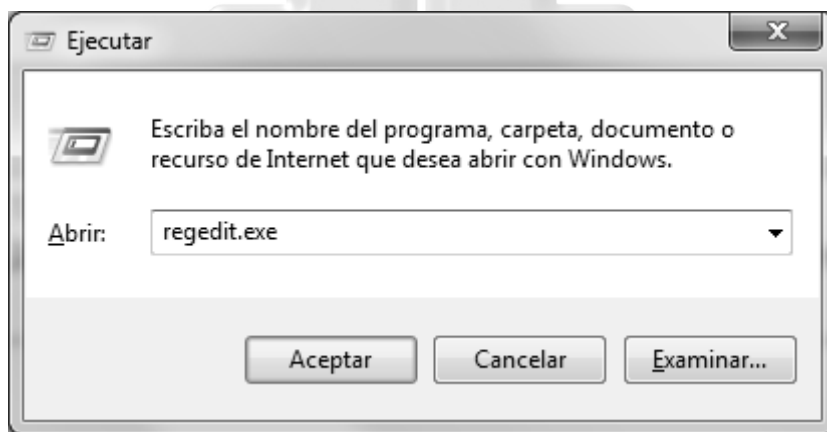 Ejecutar
Escriba el nombre del programa, carpeta, documento o
recurso de Internet que desea abrir con Windows.
Abrir: regedit.exe
Aceptar Cancelar Examinar...